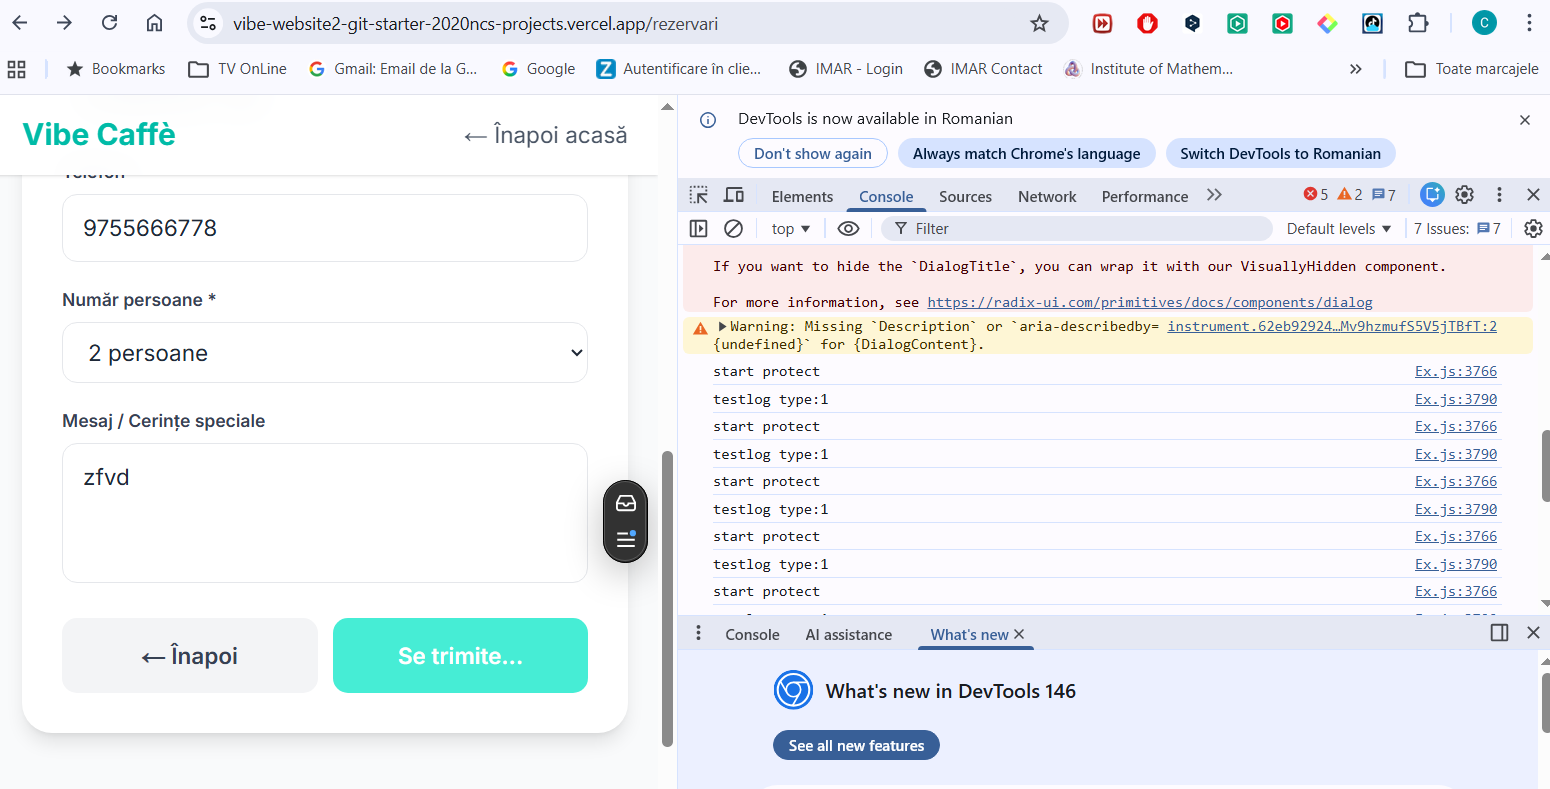 vibe-website2-git-starter-2020ncs-projects.vercel.app/rezervari
C
Bookmarks
TV OnLine
Gmail: Email de la G...
Google
Autentificare în clie...
IMAR - Login
IMAR Contact
Institute of Mathem...
Toate marcajele
Vibe Caffè
← Înapoi acasă
Telefon
9755666778
Număr persoane *
2 persoane
Mesaj / Cerințe speciale
zfvd
← Înapoi
Se trimite...
DevTools is now available in Romanian
Don't show again
Always match Chrome's language
Switch DevTools to Romanian
Elements
Console
Sources
Network
Performance
5
2
7
top
Filter
Default levels
7 Issues:
7
If you want to hide the `DialogTitle`, you can wrap it with our VisuallyHidden component.
For more information, see https://radix-ui.com/primitives/docs/components/dialog
Warning: Missing `Description` or `aria-describedby= instrument.62eb92924…Mv9hzmufS5V5jTBfT:2
{undefined}` for {DialogContent}.
start protect Ex.js:3766
testlog type:1 Ex.js:3790
start protect Ex.js:3766
testlog type:1 Ex.js:3790
start protect Ex.js:3766
testlog type:1 Ex.js:3790
start protect Ex.js:3766
testlog type:1 Ex.js:3790
start protect Ex.js:3766
Console
AI assistance
What's new
What's new in DevTools 146
See all new features